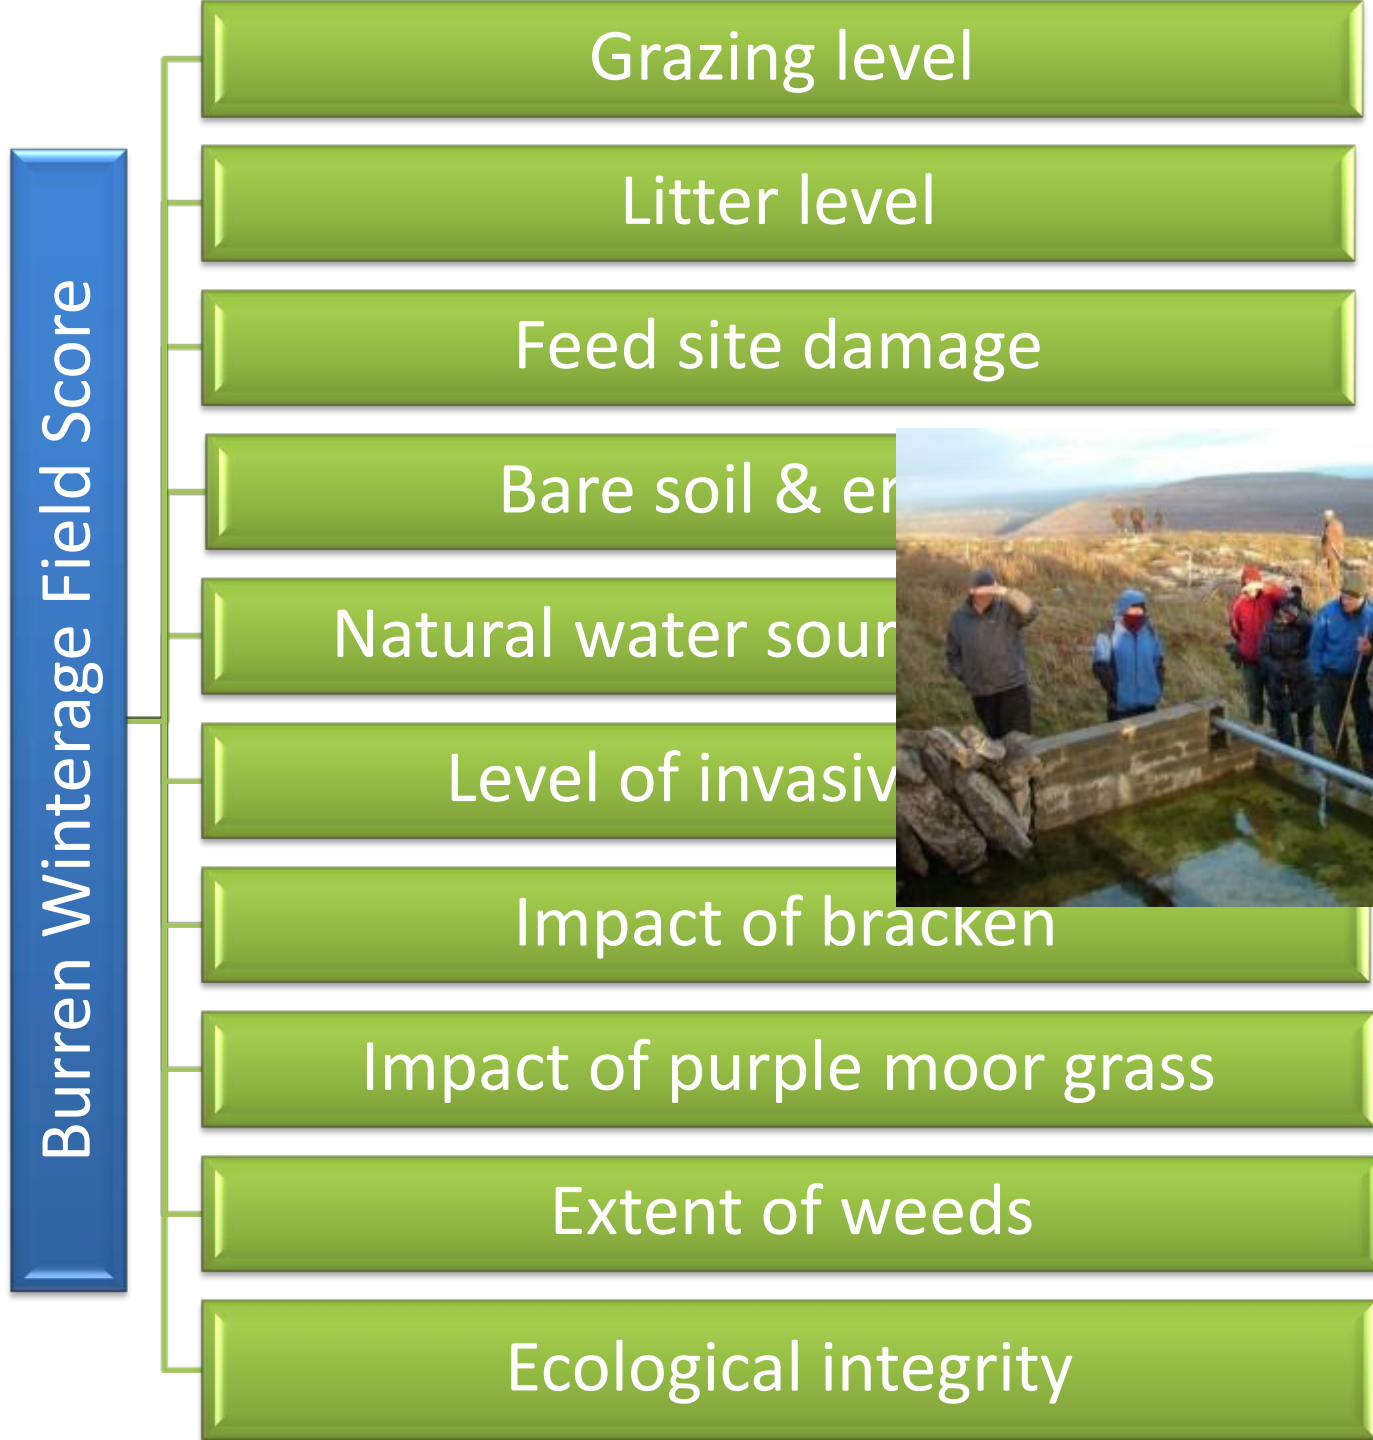 Burren Winterage Field Score
Grazing level
Litter level
Feed site damage
Bare soil &
Natural water
Level of
Impact of bracken
Impact of purple moor grass
Extent of weeds
Ecological integrity